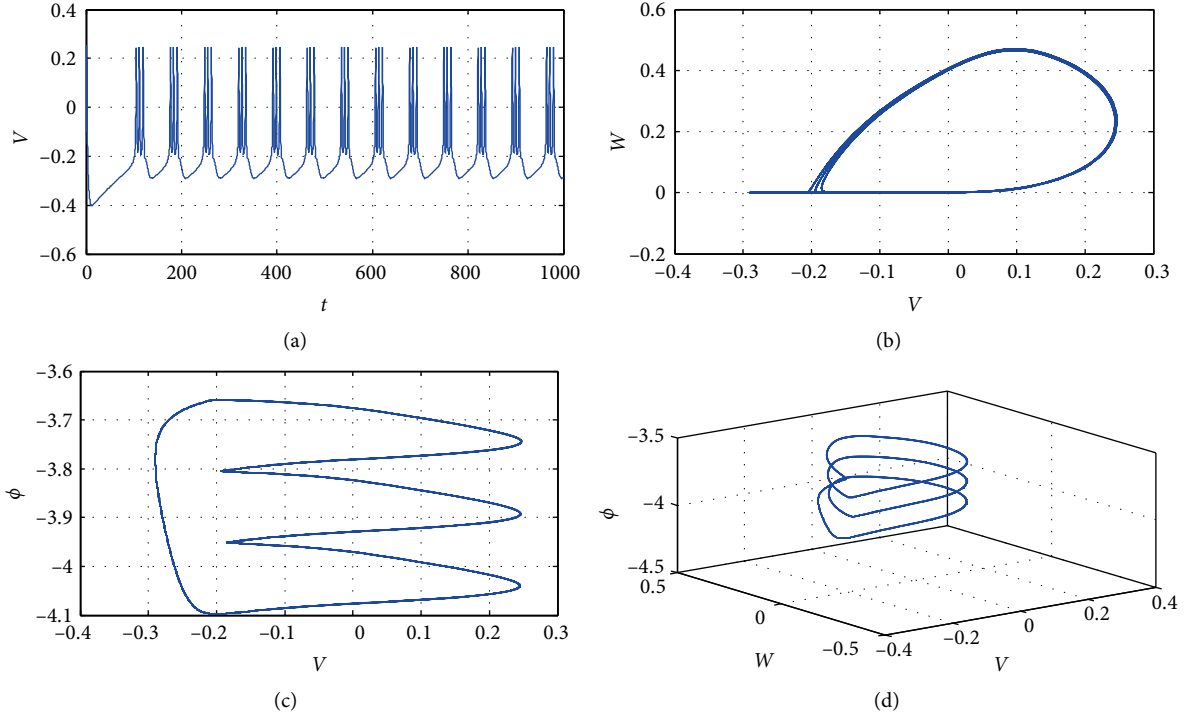 0.4
0.2
0
−0.2
−0.4
−0.6
V
0 200 400 600 800 1000
t
(a)
0.6
0.4
0.2
0
−0.2
W
−0.4 −0.3 −0.2 −0.1 0 0.1 0.2 0.3
V
(b)
−3.6
−3.7
−3.8
−3.9
−4
−4.1
ϕ
−0.4 −0.3 −0.2 −0.1 0 0.1 0.2 0.3
V
(c)
−3.5
−4
−4.5
ϕ
0.5 0 −0.5
W
−0.4 −0.2 0 0.2 0.4
V
(d)